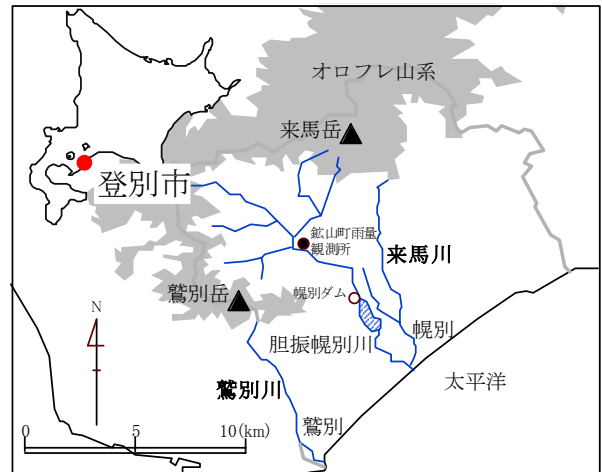 オロフレ山系
来馬岳
登別市
鉱山町雨量
観測所
来馬川
鷲別岳
幌別ダム
N
胆振幌別川
幌別
鷲別川
太平洋
鷲別
0 5 10(km)